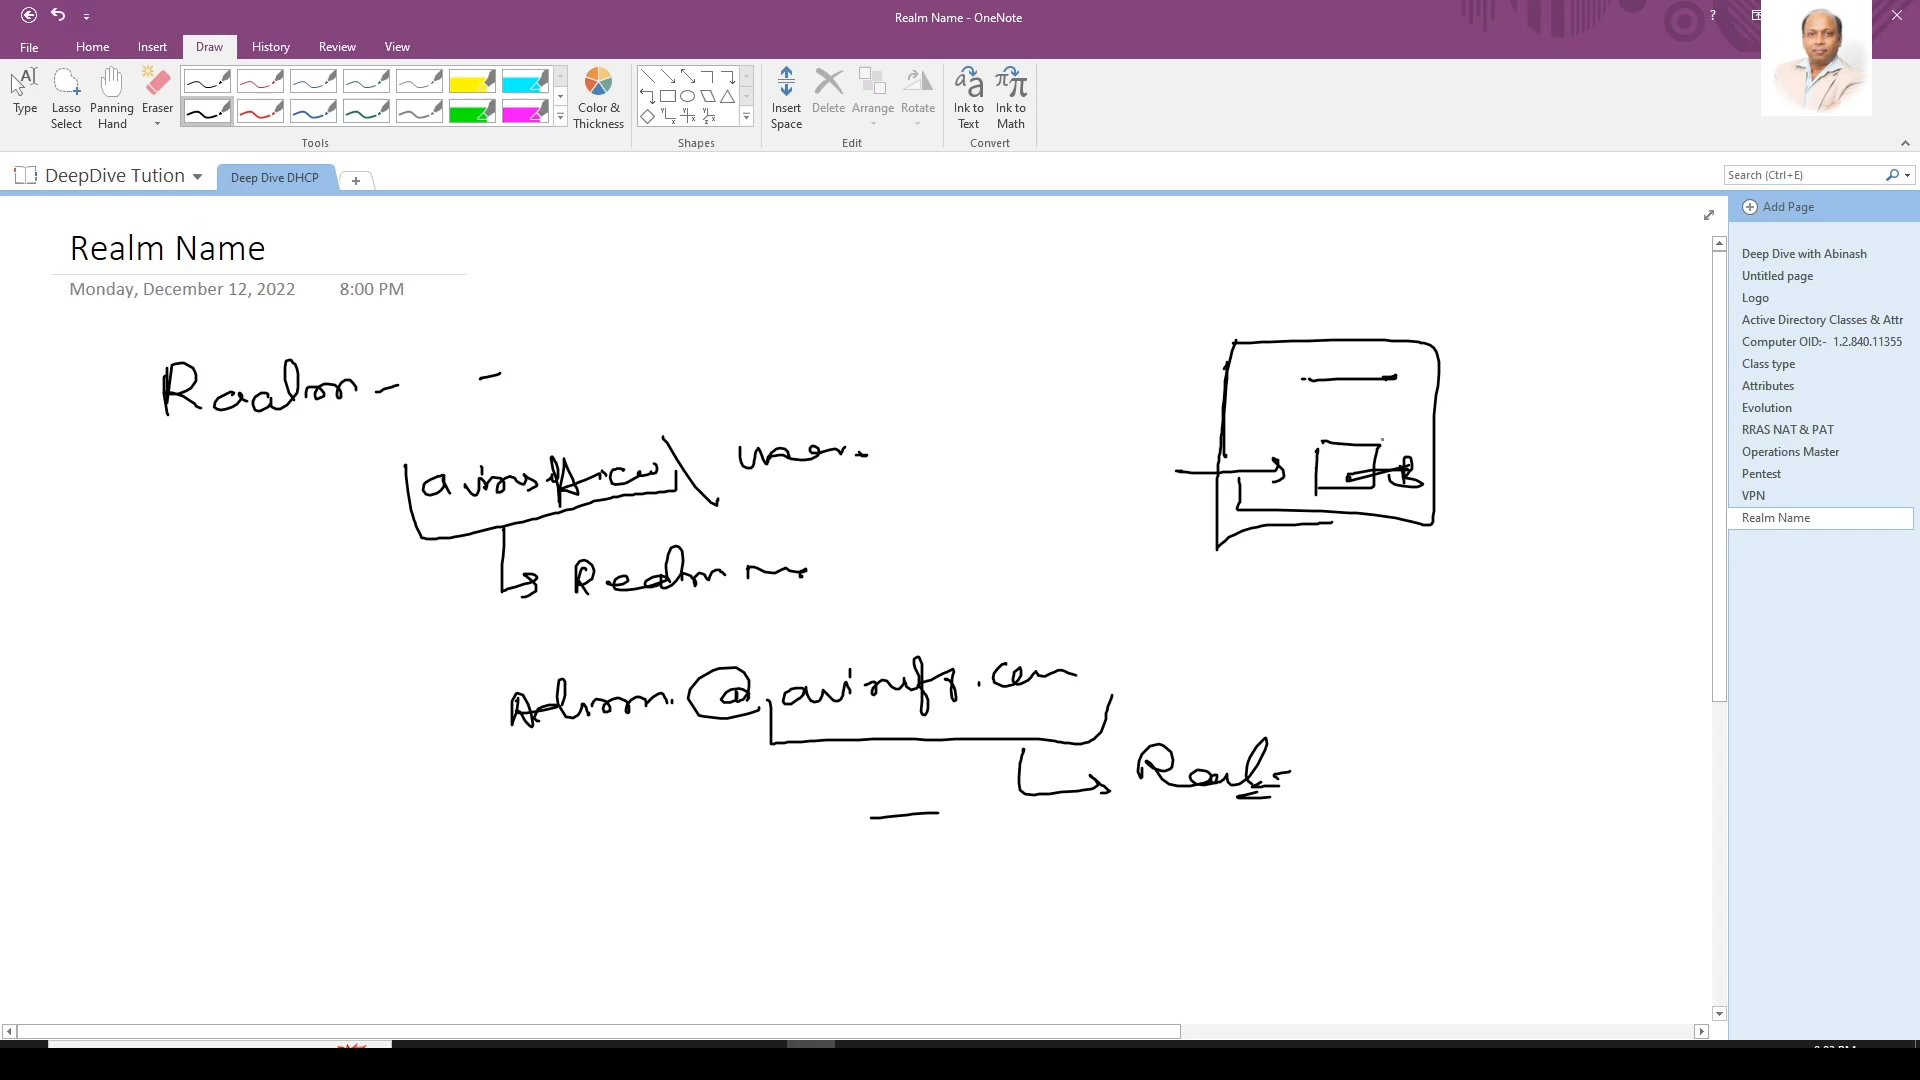 Realm Name - OneNote
?
File Home Insert Draw History Review View
Type
Lasso Select
Panning Hand
Eraser
Color & Thickness
Insert Space
Delete
Arrange
Rotate
Ink to Text
Ink to Math
Tools Shapes Edit Convert
DeepDive Tution
Deep Dive DHCP
Search (Ctrl+E)
Add Page
Realm Name
Monday, December 12, 2022 8:00 PM
Deep Dive with Abinash
Untitled page
Logo
Active Directory Classes & Attr
Computer OID:- 1.2.840.11355
Class type
Attributes
Evolution
RRAS NAT & PAT
Operations Master
Pentest
VPN
Realm Name
Realm - -
\ user.
Realm
@
Realm